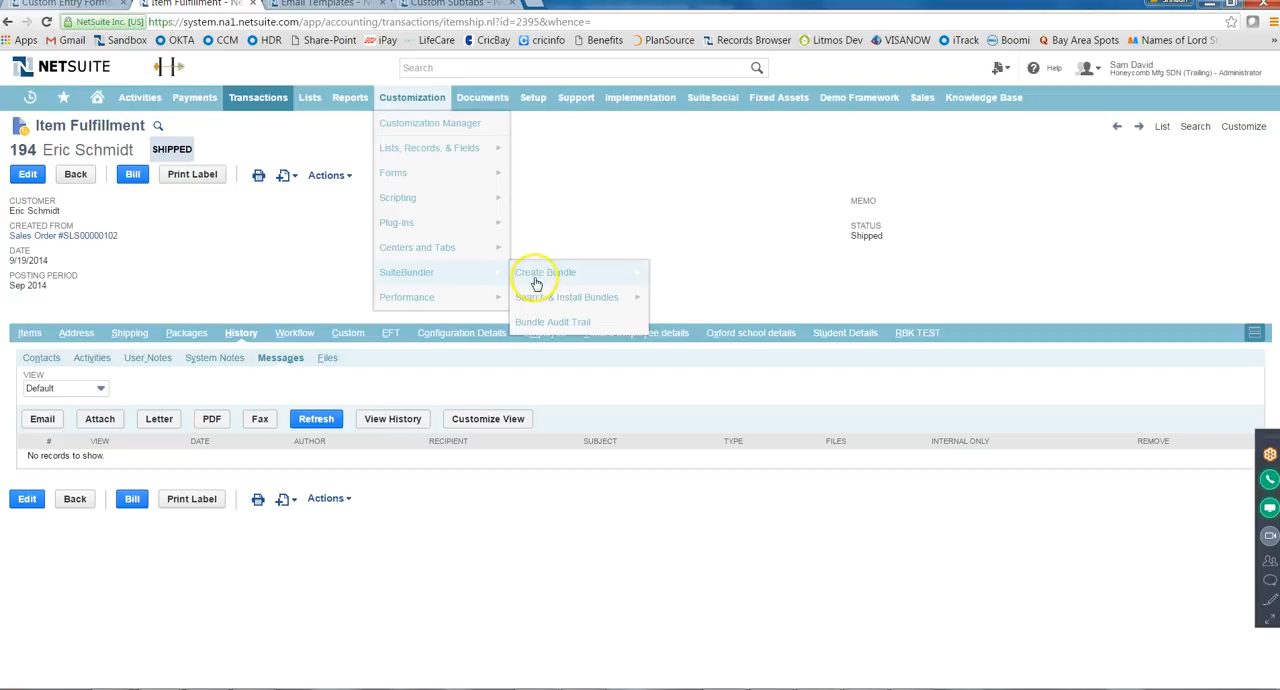 Custom Entry Forms
Item Fulfillment - Ne
Email Templates - Ne
Custom Subtabs - N
NetSuite Inc. [US]
https://system.na1.netsuite.com/app/accounting/transactions/itemship.nl?id=2395&whence=
Apps Gmail Sandbox OKTA CCM HDR Share-Point iPay LifeCare CricBay cricinfo Benefits PlanSource Records Browser Litmos Dev VISANOW iTrack Boomi Bay Area Spots Names of Lord S
NETSUITE
Search
Help
Sam David
Honeycomb Mfg SDN (Trailing) - Administrator
Activities Payments Transactions Lists Reports Customization Documents Setup Support Implementation SuiteSocial Fixed Assets Demo Framework Sales Knowledge Base
Item Fulfillment
List Search Customize
194 Eric Schmidt SHIPPED
Edit Back Bill Print Label Actions
Customization Manager
Lists, Records, & Fields
Forms
Scripting
Plug-ins
Centers and Tabs
SuiteBundler
Performance
Create Bundle
Search & Install Bundles
Bundle Audit Trail
CUSTOMER
Eric Schmidt
CREATED FROM
Sales Order #SLS00000102
DATE
9/19/2014
POSTING PERIOD
Sep 2014
MEMO
STATUS
Shipped
Items Address Shipping Packages History Workflow Custom EFT Configuration Details employee details Oxford school details Student Details RBK TEST
Contacts Activities User Notes System Notes Messages Files
VIEW
Default
Email Attach Letter PDF Fax Refresh View History Customize View
# VIEW DATE AUTHOR RECIPIENT SUBJECT TYPE FILES INTERNAL ONLY REMOVE
No records to show.
Edit Back Bill Print Label Actions